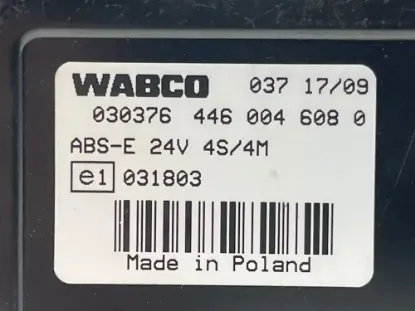 WABCO 037 17/09
030376 446 004 608 0
ABS-E 24V 4S/4M
e1 031803
Made in Poland